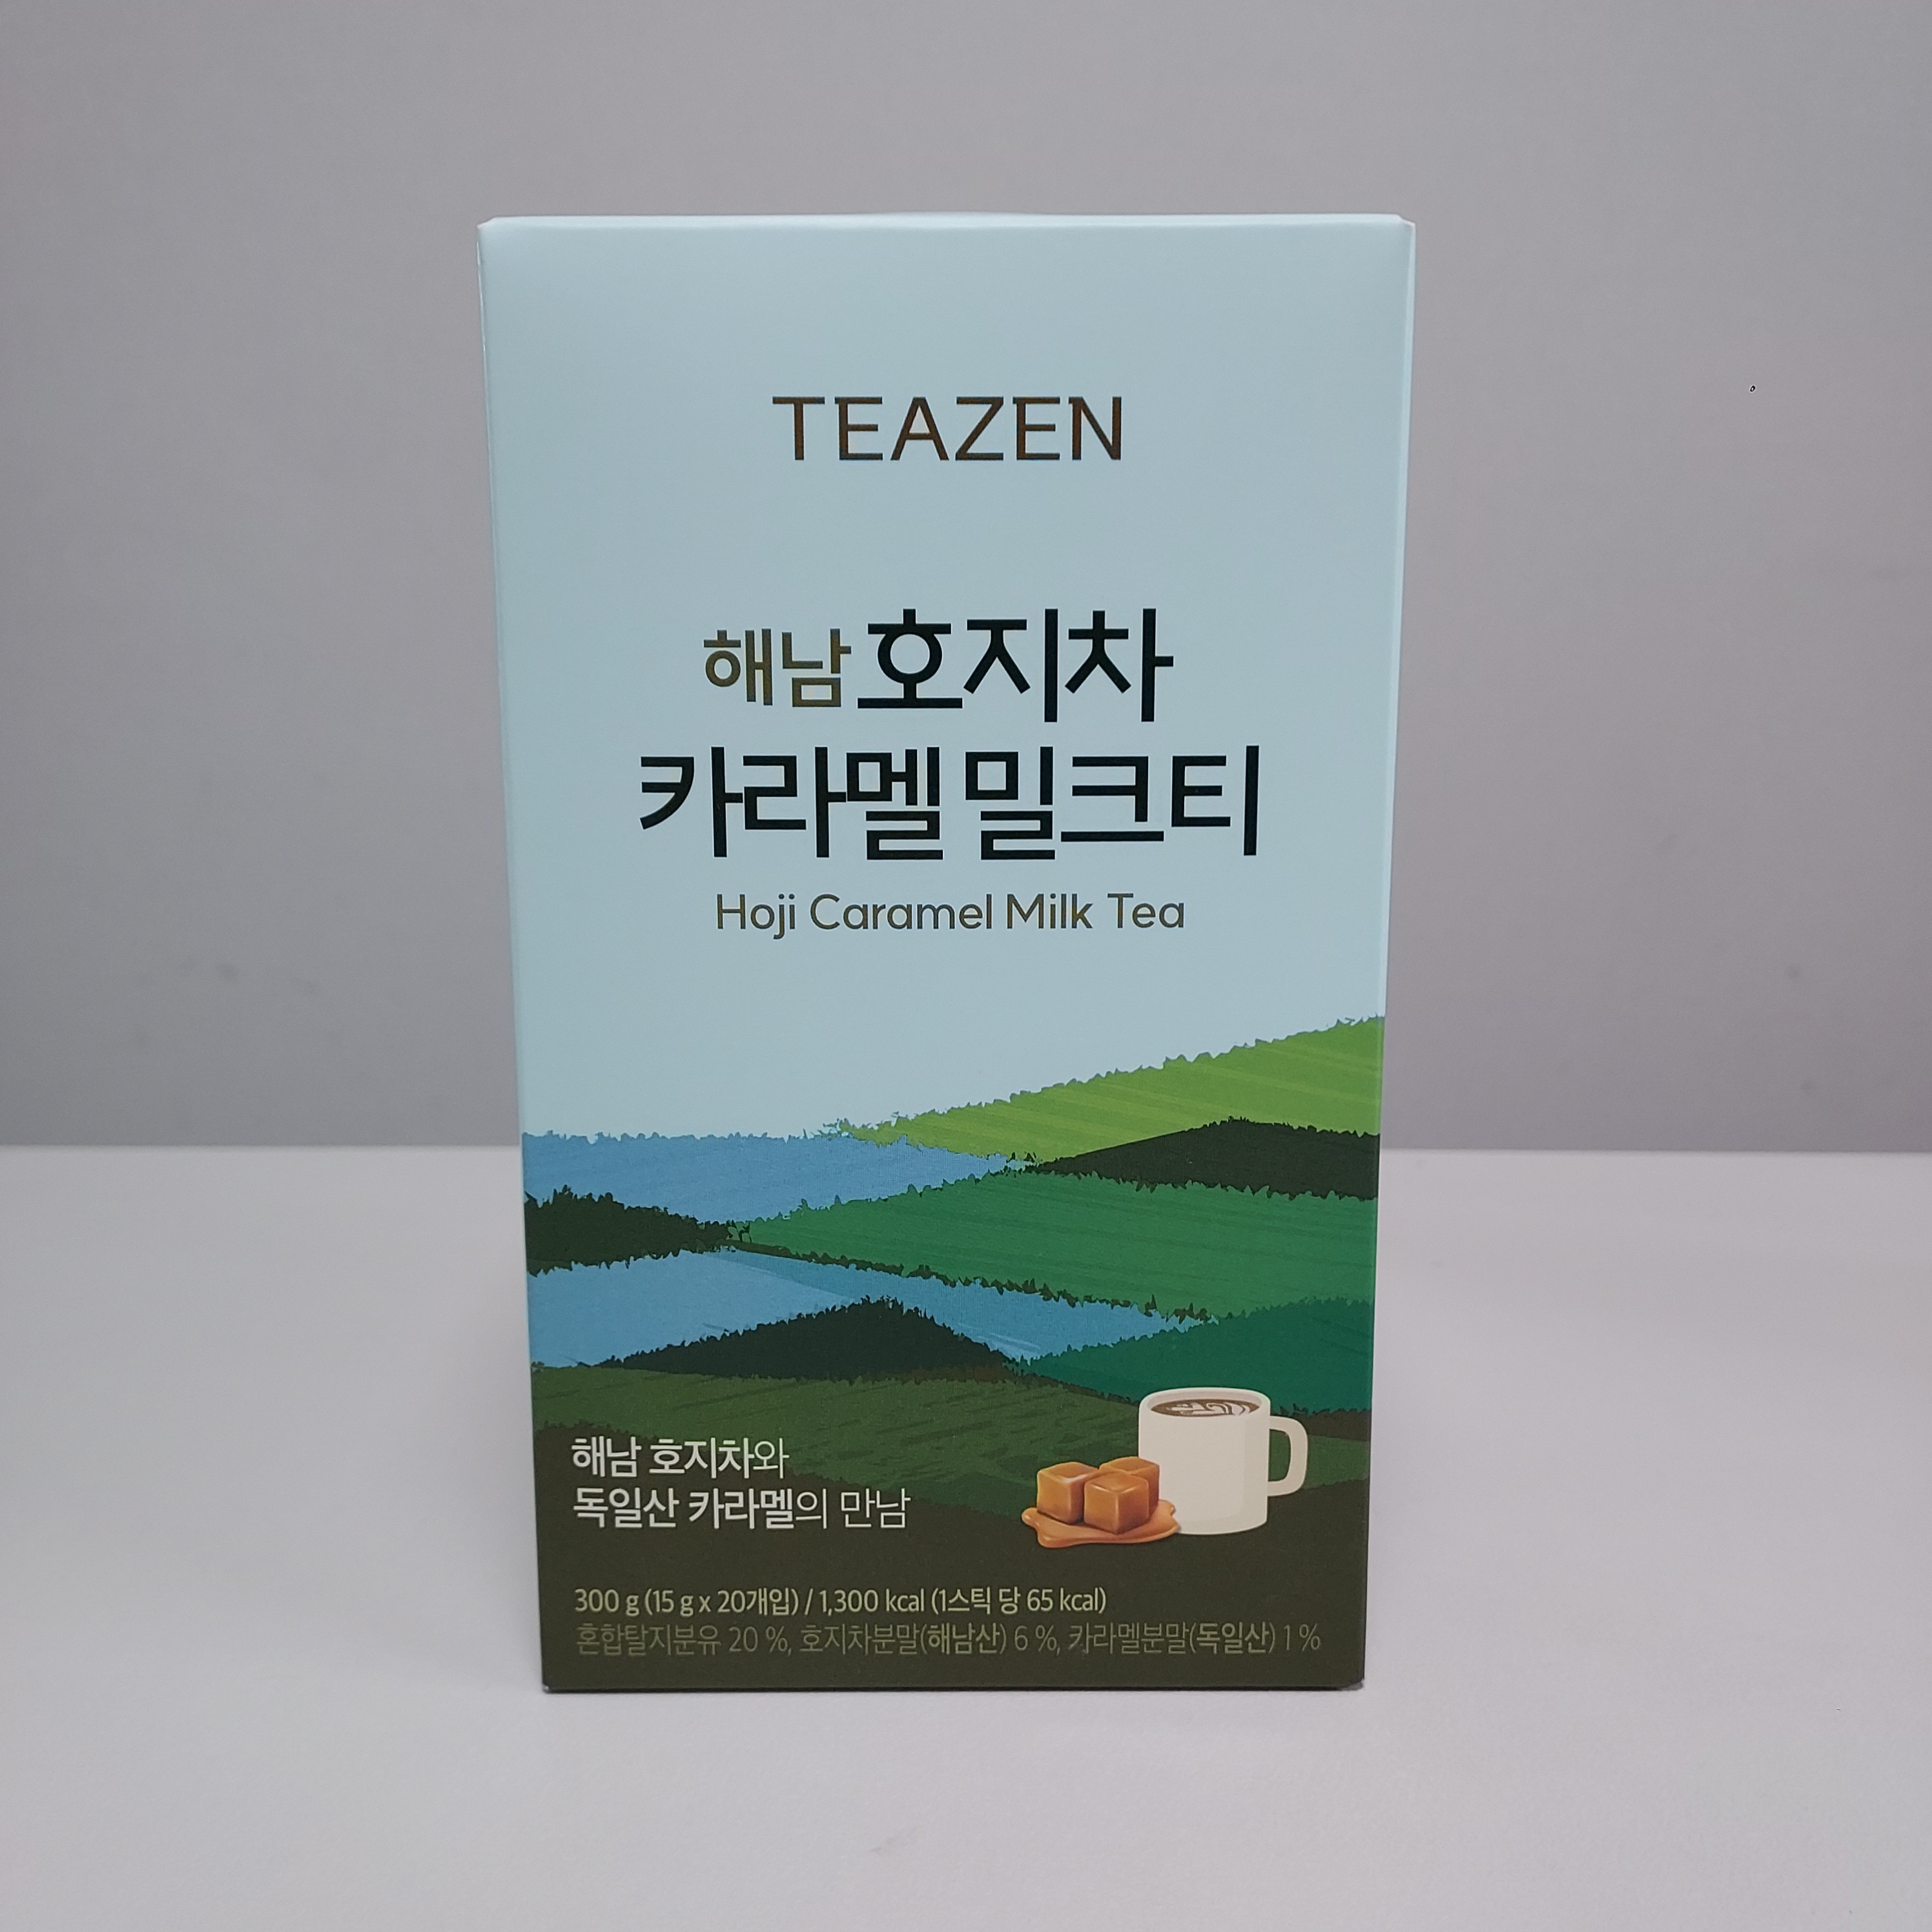 TEAZEN
해남 호지차
카라멜 밀크티
Hoji Caramel Milk Tea
해남 호지차와
독일산 카라멜의 만남
300 g (15 g x 20개입) / 1,300 kcal (1스틱 당 65 kcal)
혼합탈지분유 20 %, 호지차분말(해남산) 6 %, 카라멜분말(독일산) 1 %